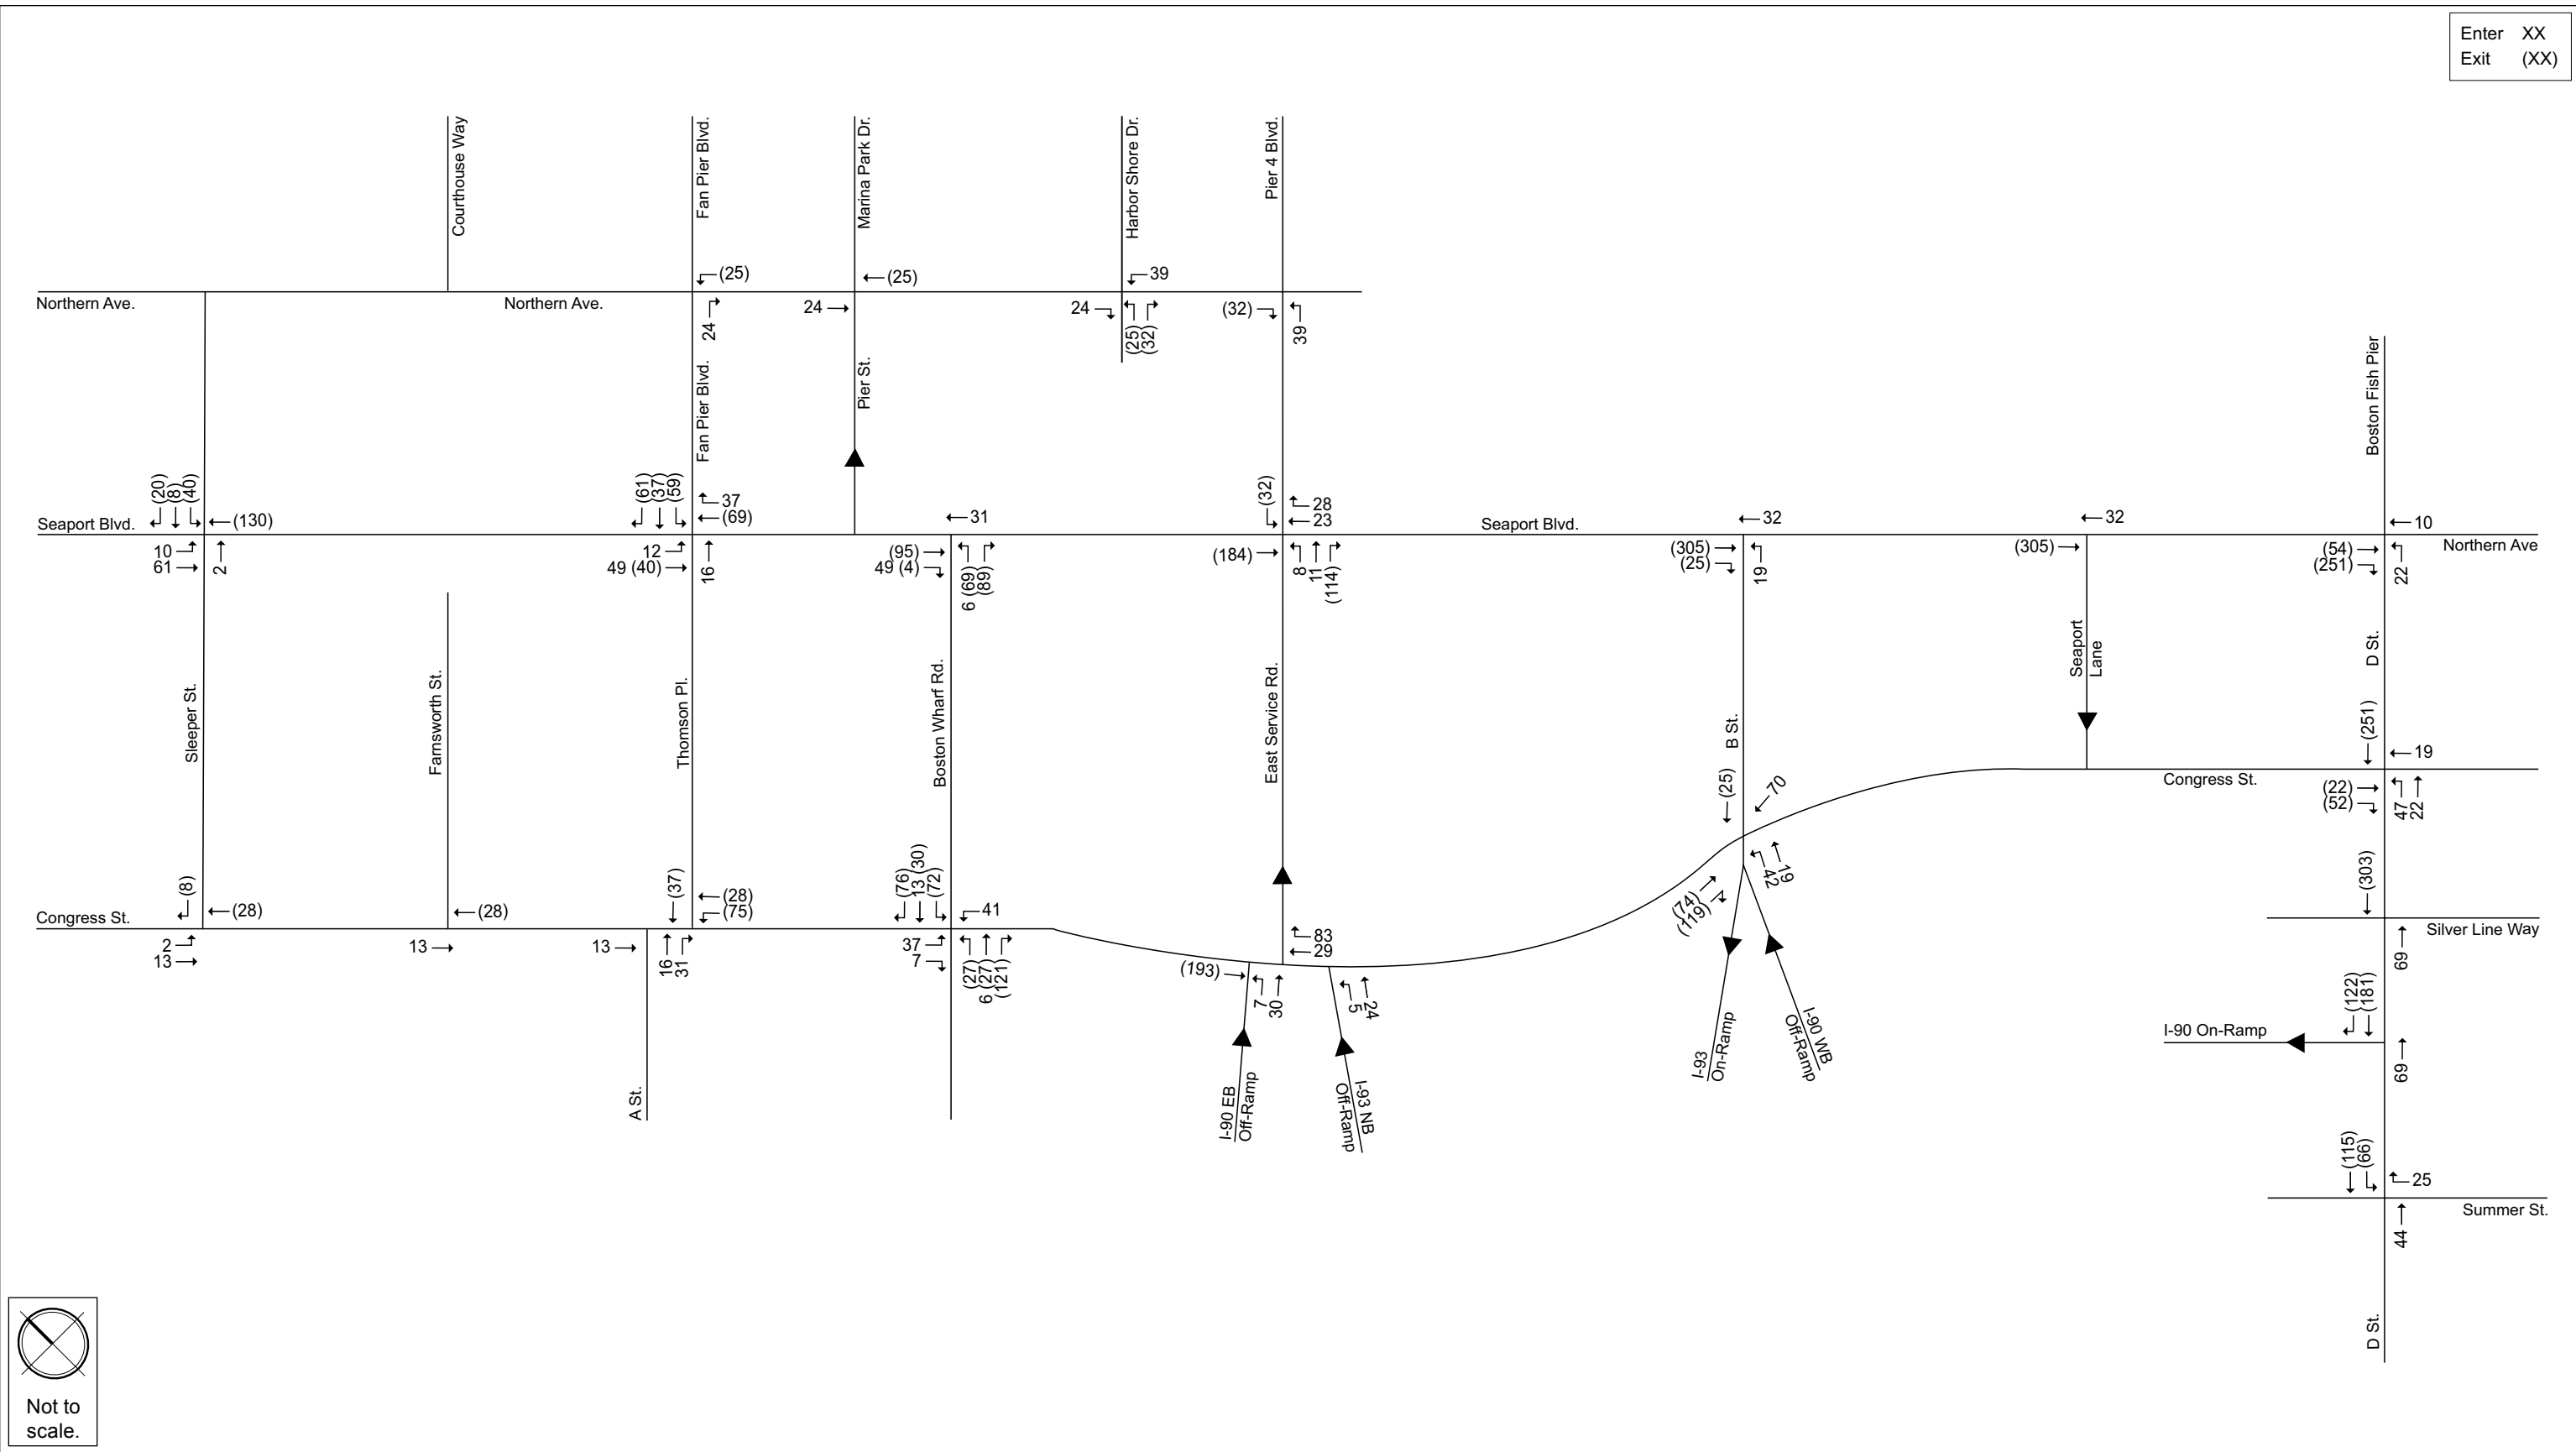 Enter XX
Exit (XX)
Courthouse Way
Fan Pier Blvd.
Marina Park Dr.
Harbor Shore Dr.
Pier 4 Blvd.
(25)
(25)
39
Northern Ave.
Northern Ave.
24
24
24
(25)
(32)
(32)
39
Fan Pier Blvd.
Pier St.
Boston Fish Pier
(20)
(8)
(40)
(61)
(37)
(59)
37
(69)
(32)
28
23
Seaport Blvd.
(130)
31
Seaport Blvd.
32
32
10
10
61
2
12
49 (40)
16
(95)
49 (4)
6 (69)
(89)
(184)
8
11
(114)
(305)
(25)
19
(305)
(54)
(251)
22
Northern Ave
Sleeper St.
Farnsworth St.
Thomson Pl.
Boston Wharf Rd.
East Service Rd.
B St.
Seaport
Lane
D St.
(25)
70
(251)
19
Congress St.
(22)
(52)
47
22
(8)
(28)
(28)
(37)
(28)
(75)
(76)
13 (30)
(72)
41
Congress St.
2
13
13
13
16
31
37
7
(27)
6 (27)
(121)
83
29
(193)
7
30
5
24
(74)
(119)
42
19
(303)
Silver Line Way
69
A St.
I-90 EB
Off-Ramp
I-93 NB
Off-Ramp
I-93
On-Ramp
I-90 WB
Off-Ramp
(122)
(181)
I-90 On-Ramp
69
(115)
(66)
25
Summer St.
44
D St.
Not to
scale.